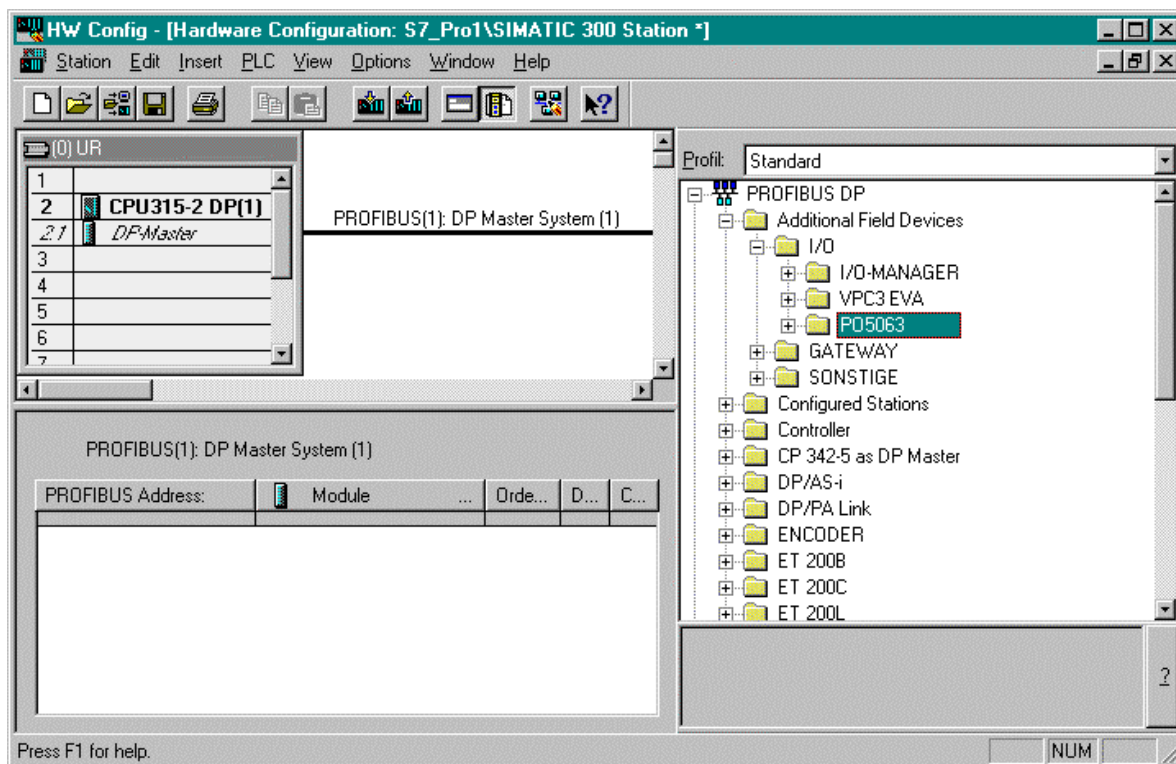 HW Config - [Hardware Configuration: S7_Pro1\SIMATIC 300 Station *]
Station Edit Insert PLC View Options Window Help
(0) UR
1
2 CPU315-2 DP(1)
2.1 DP-Master
3
4
5
6
7
PROFIBUS(1): DP Master System (1)
Profil: Standard
PROFIBUS DP
Additional Field Devices
I/O
I/O-MANAGER
VPC3 EVA
PO5063
GATEWAY
SONSTIGE
Configured Stations
Controller
CP 342-5 as DP Master
DP/AS-i
DP/PA Link
ENCODER
ET 200B
ET 200C
ET 200L
PROFIBUS(1): DP Master System (1)
PROFIBUS Address: Module ... Orde... D... C...
?
Press F1 for help. NUM